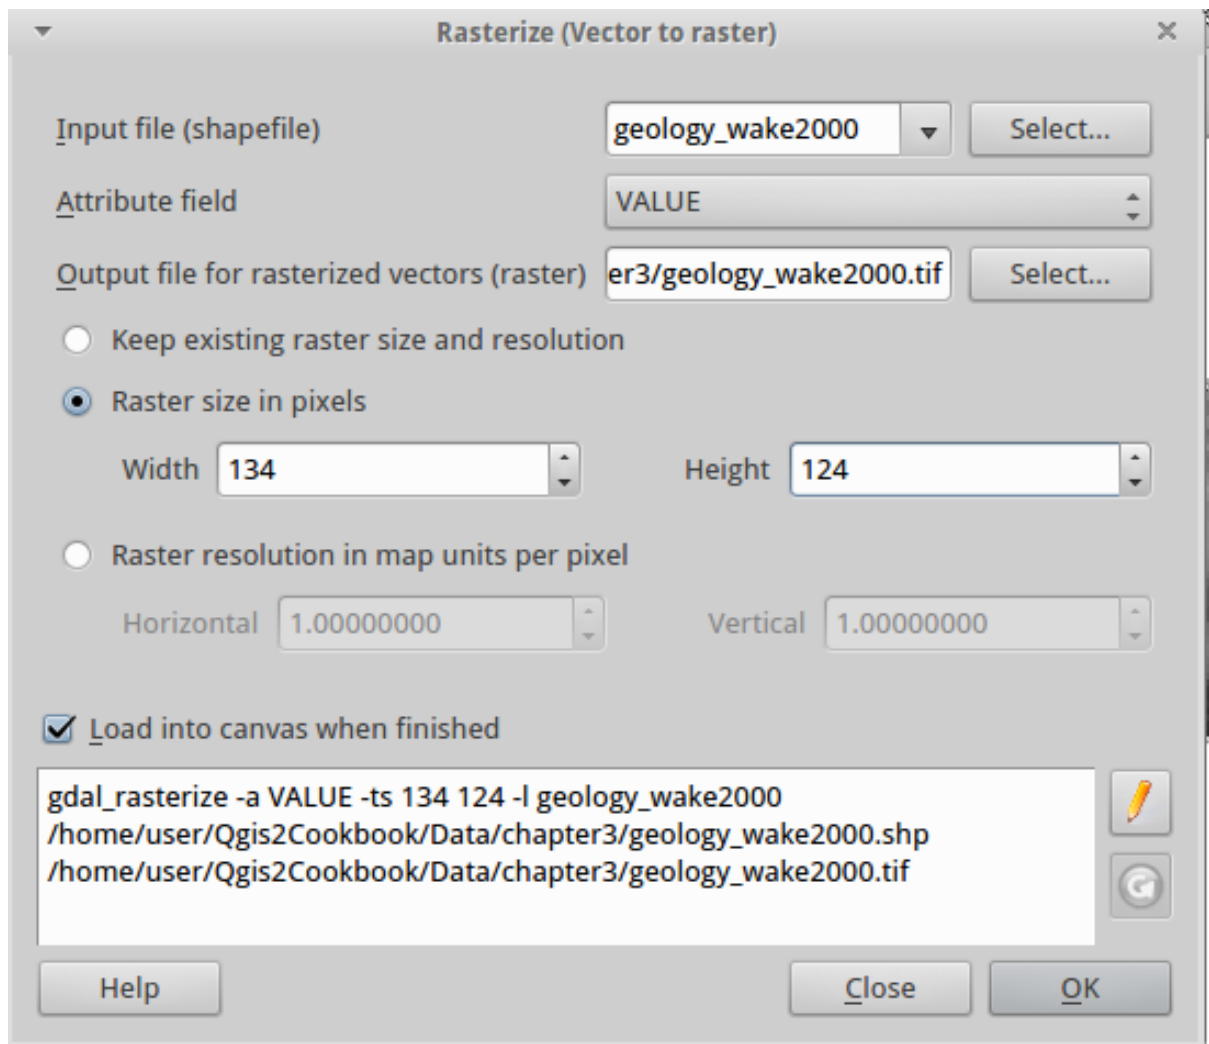 Rasterize (Vector to raster)
Input file (shapefile) geology_wake2000 Select...
Attribute field VALUE
Output file for rasterized vectors (raster) er3/geology_wake2000.tif Select...
Keep existing raster size and resolution
Raster size in pixels
Width 134 Height 124
Raster resolution in map units per pixel
Horizontal 1.00000000 Vertical 1.00000000
Load into canvas when finished
gdal_rasterize -a VALUE -ts 134 124 -l geology_wake2000
/home/user/Qgis2Cookbook/Data/chapter3/geology_wake2000.shp
/home/user/Qgis2Cookbook/Data/chapter3/geology_wake2000.tif
Help Close OK